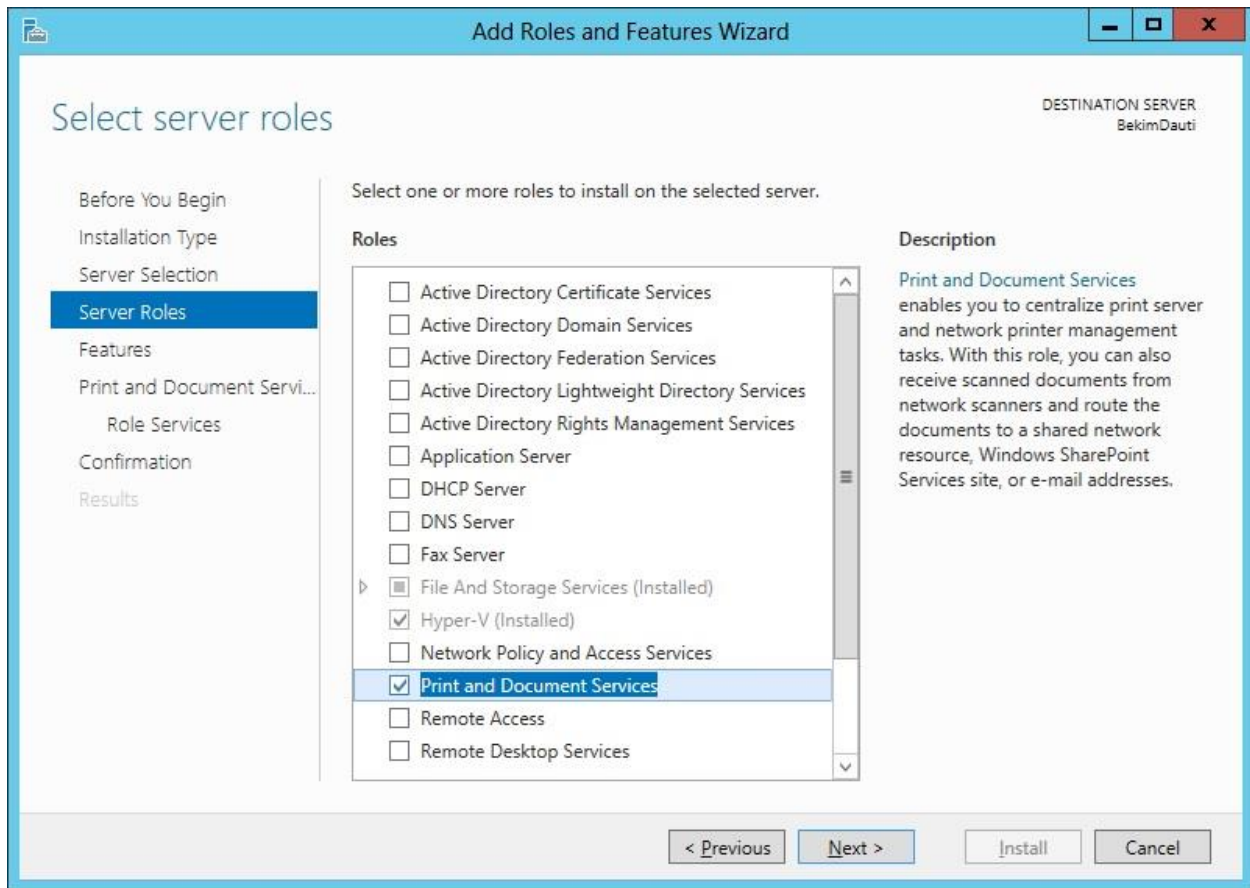 Add Roles and Features Wizard
Select server roles
DESTINATION SERVER
BekimDauti
Before You Begin
Installation Type
Server Selection
Server Roles
Features
Print and Document Servi...
Role Services
Confirmation
Results
Select one or more roles to install on the selected server.
Roles
Active Directory Certificate Services
Active Directory Domain Services
Active Directory Federation Services
Active Directory Lightweight Directory Services
Active Directory Rights Management Services
Application Server
DHCP Server
DNS Server
Fax Server
File And Storage Services (Installed)
Hyper-V (Installed)
Network Policy and Access Services
Print and Document Services
Remote Access
Remote Desktop Services
Description
Print and Document Services
enables you to centralize print server
and network printer management
tasks. With this role, you can also
receive scanned documents from
network scanners and route the
documents to a shared network
resource, Windows SharePoint
Services site, or e-mail addresses.
< Previous
Next >
Install
Cancel